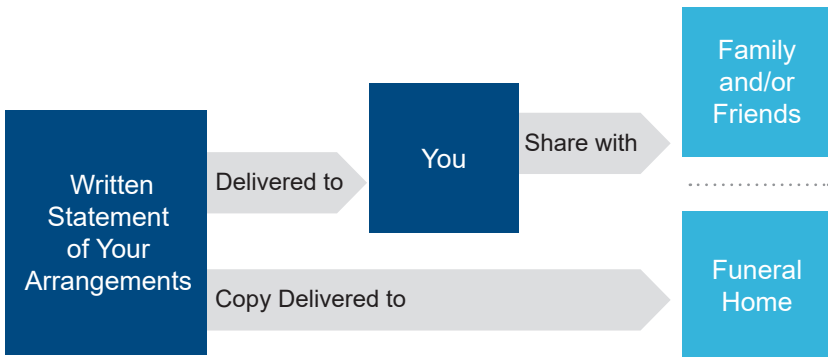 Written
Statement
of Your
Arrangements
Delivered to
You
Share with
Family
and/or
Friends
Copy Delivered to
Funeral
Home